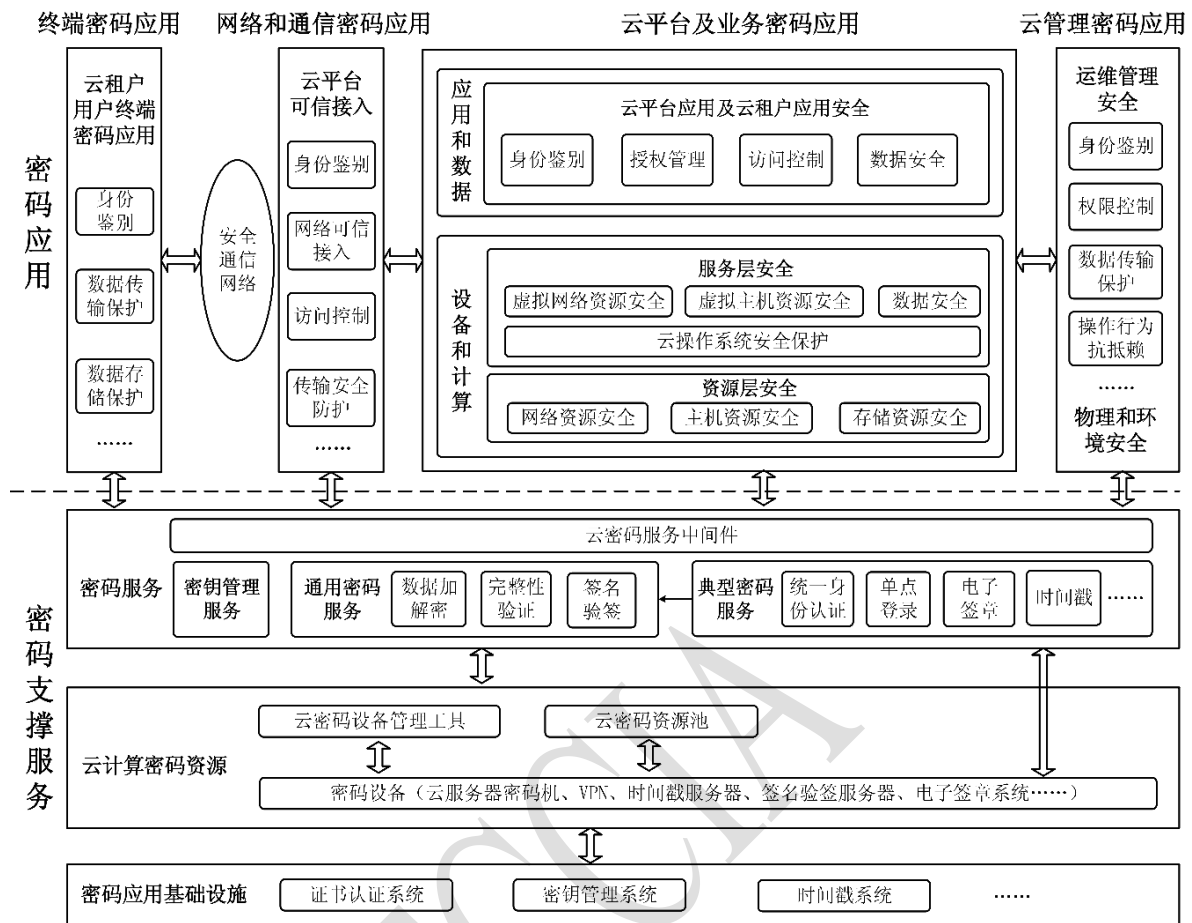 终端密码应用
网络和通信密码应用
云平台及业务密码应用
云管理密码应用
密码应用
云租户
用户终端
密码应用
身份
鉴别
数据传
输保护
数据存
储保护
……
安全
通信
网络
云平台
可信接入
身份鉴别
网络可信
接入
访问控制
传输安全
防护
……
应用和数据
云平台应用及云租户应用安全
身份鉴别
授权管理
访问控制
数据安全
设备和计算
服务层安全
虚拟网络资源安全
虚拟主机资源安全
数据安全
云操作系统安全保护
资源层安全
网络资源安全
主机资源安全
存储资源安全
运维管理
安全
身份鉴别
权限控制
数据传输
保护
操作行为
抗抵赖
……
物理和环
境安全
密码支撑服务
云密码服务中间件
密码服务
密钥管理
服务
通用密码
服务
数据加
解密
完整性
验证
签名
验签
典型密码
服务
统一身
份认证
单点
登录
电子
签章
时间戳
……
云计算密码资源
云密码设备管理工具
云密码资源池
密码设备（云服务器密码机、VPN、时间戳服务器、签名验签服务器、电子签章系统……）
密码应用基础设施
证书认证系统
密钥管理系统
时间戳系统
……
CCIA